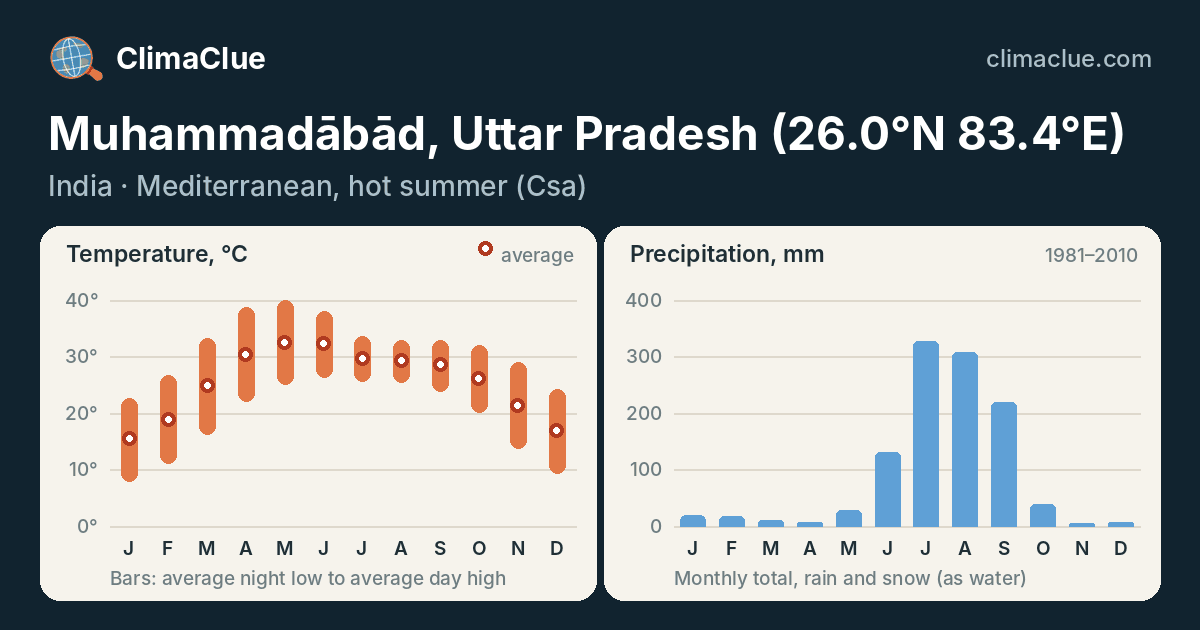 ClimaClue
climaclue.com
Muhammadābād, Uttar Pradesh (26.0°N 83.4°E)
India · Mediterranean, hot summer (Csa)
Temperature, °C
average
40°
30°
20°
10°
0°
J F M A M J J A S O N D
Bars: average night low to average day high
Precipitation, mm
1981–2010
400
300
200
100
0
J F M A M J J A S O N D
Monthly total, rain and snow (as water)